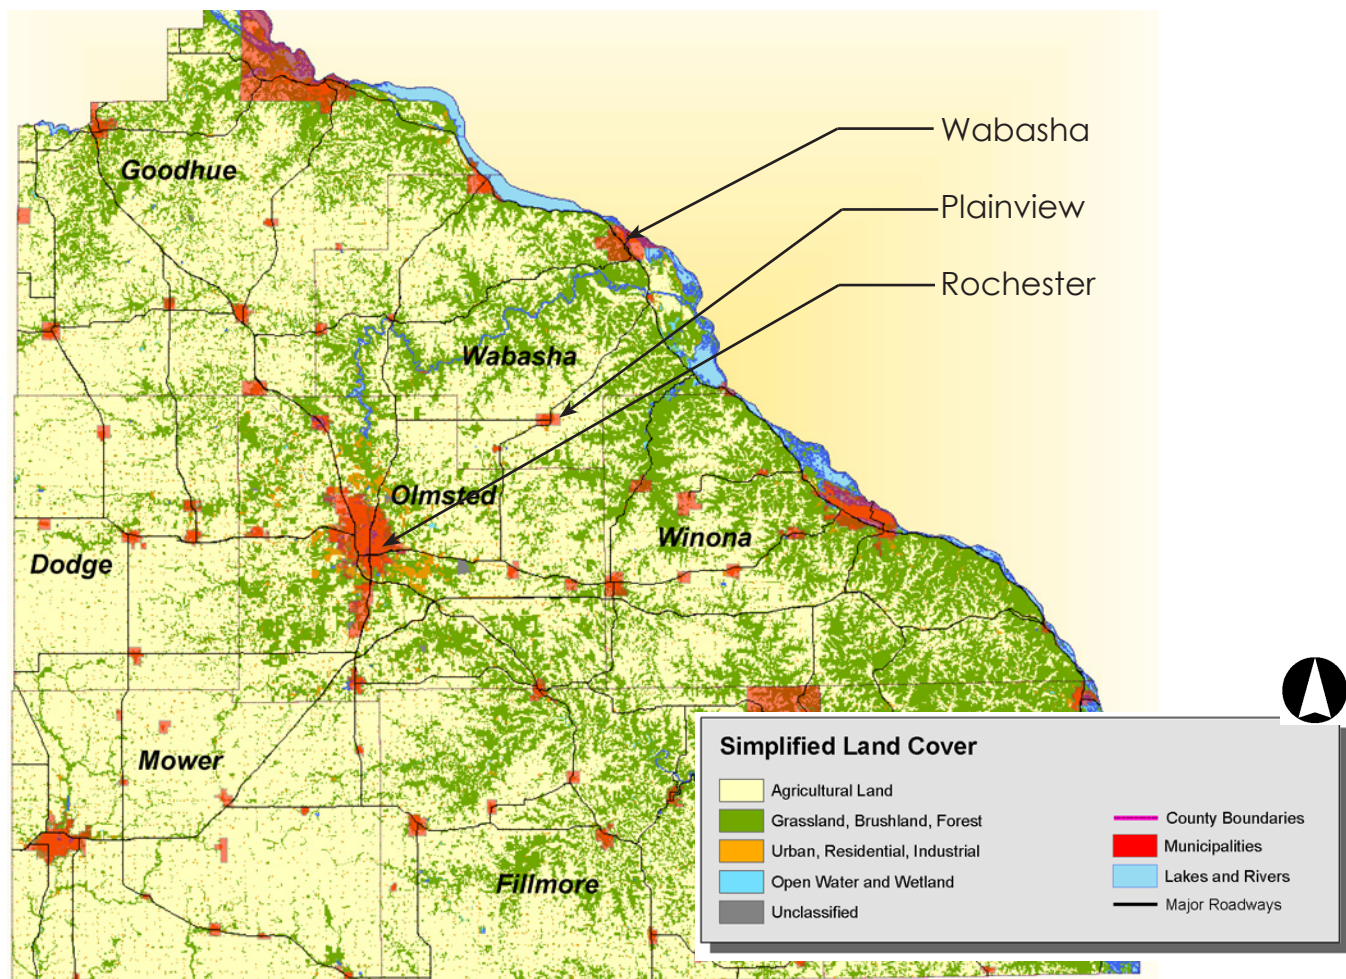 Wabasha
Goodhue
Plainview
Rochester
Wabasha
Olmsted
Winona
Dodge
Mower
Fillmore
Simplified Land Cover
Agricultural Land
Grassland, Brushland, Forest
Urban, Residential, Industrial
Open Water and Wetland
Unclassified
County Boundaries
Municipalities
Lakes and Rivers
Major Roadways